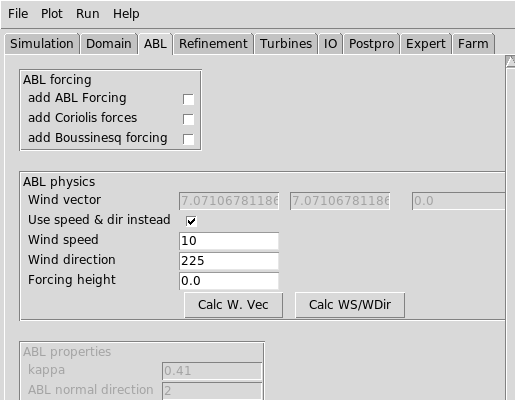 File Plot Run Help
Simulation Domain ABL Refinement Turbines IO Postpro Expert Farm
ABL forcing
add ABL Forcing
add Coriolis forces
add Boussinesq forcing
ABL physics
Wind vector 7.07106781186 7.07106781186 0.0
Use speed & dir instead
Wind speed 10
Wind direction 225
Forcing height 0.0
Calc W. Vec Calc WS/WDir
ABL properties
kappa 0.41
ABL normal direction 2